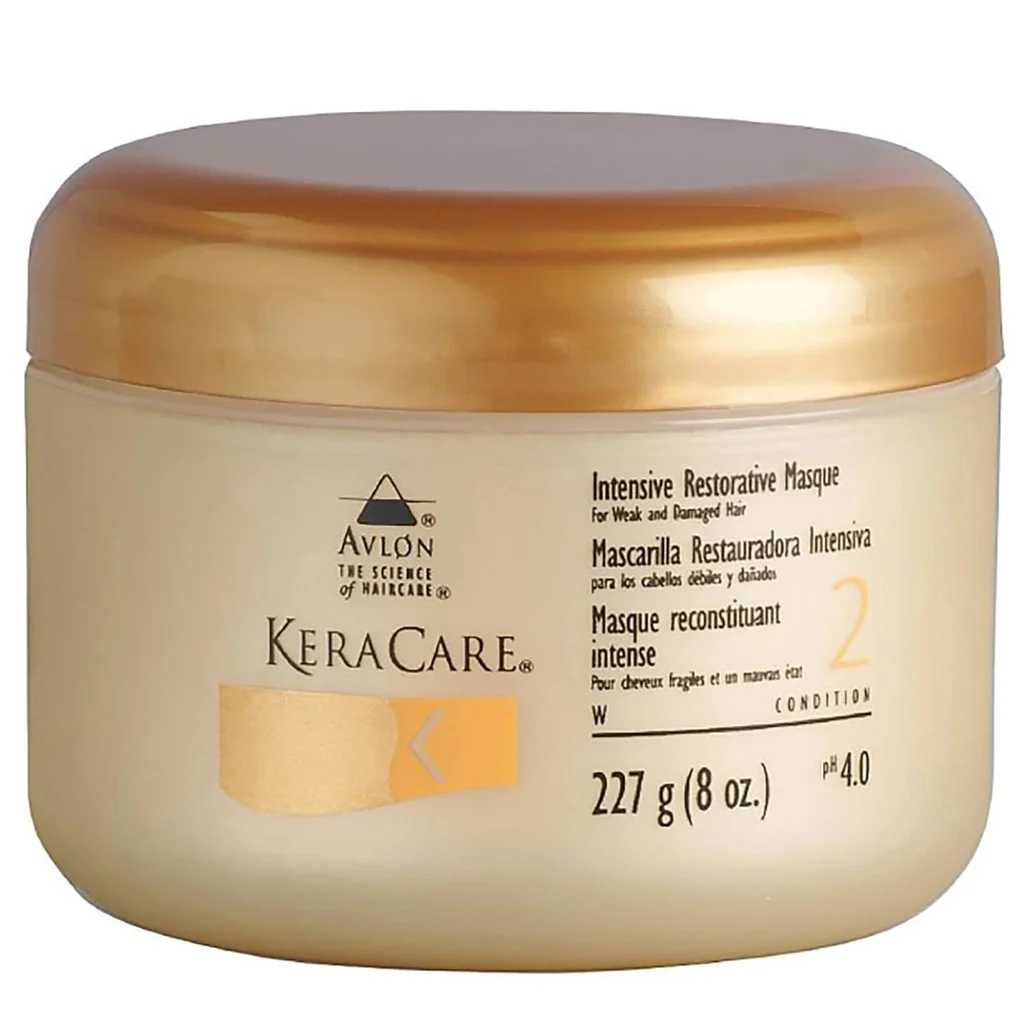 AVLON®
THE SCIENCE
of HAIRCARE®
KERACARE®
Intensive Restorative Masque
For Weak and Damaged Hair
Mascarilla Restauradora Intensiva
para los cabellos débiles y dañados
Masque reconstituant
intense
Pour cheveux fragiles et un mauvais état
2
W CONDITION
227 g (8 oz.) pH 4.0